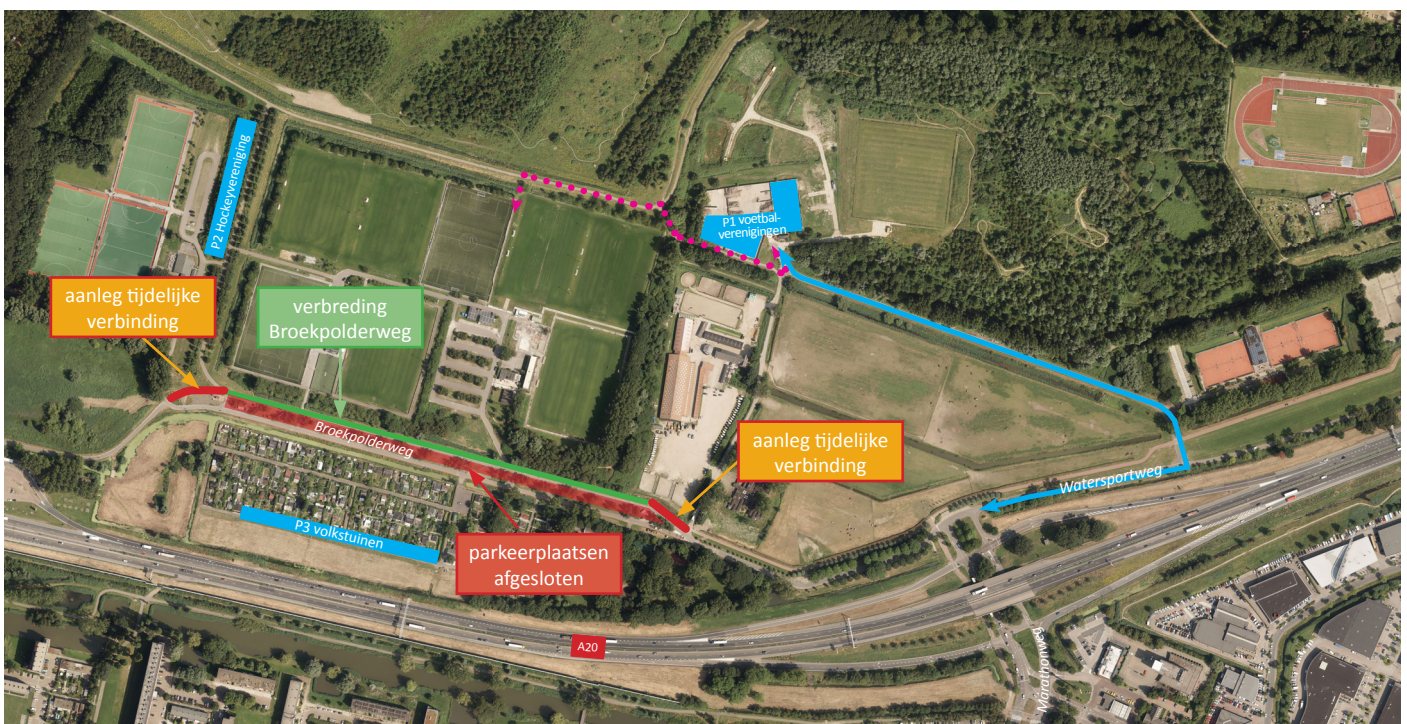 P2 Hockeyvereniging
P1 voetbal-
verenigingen
aanleg tijdelijke
verbinding
verbreding
Broekpolderweg
Broekpolderweg
aanleg tijdelijke
verbinding
Watersportweg
P3 volkstuinen
parkeerplaatsen
afgesloten
A20
Marathonweg